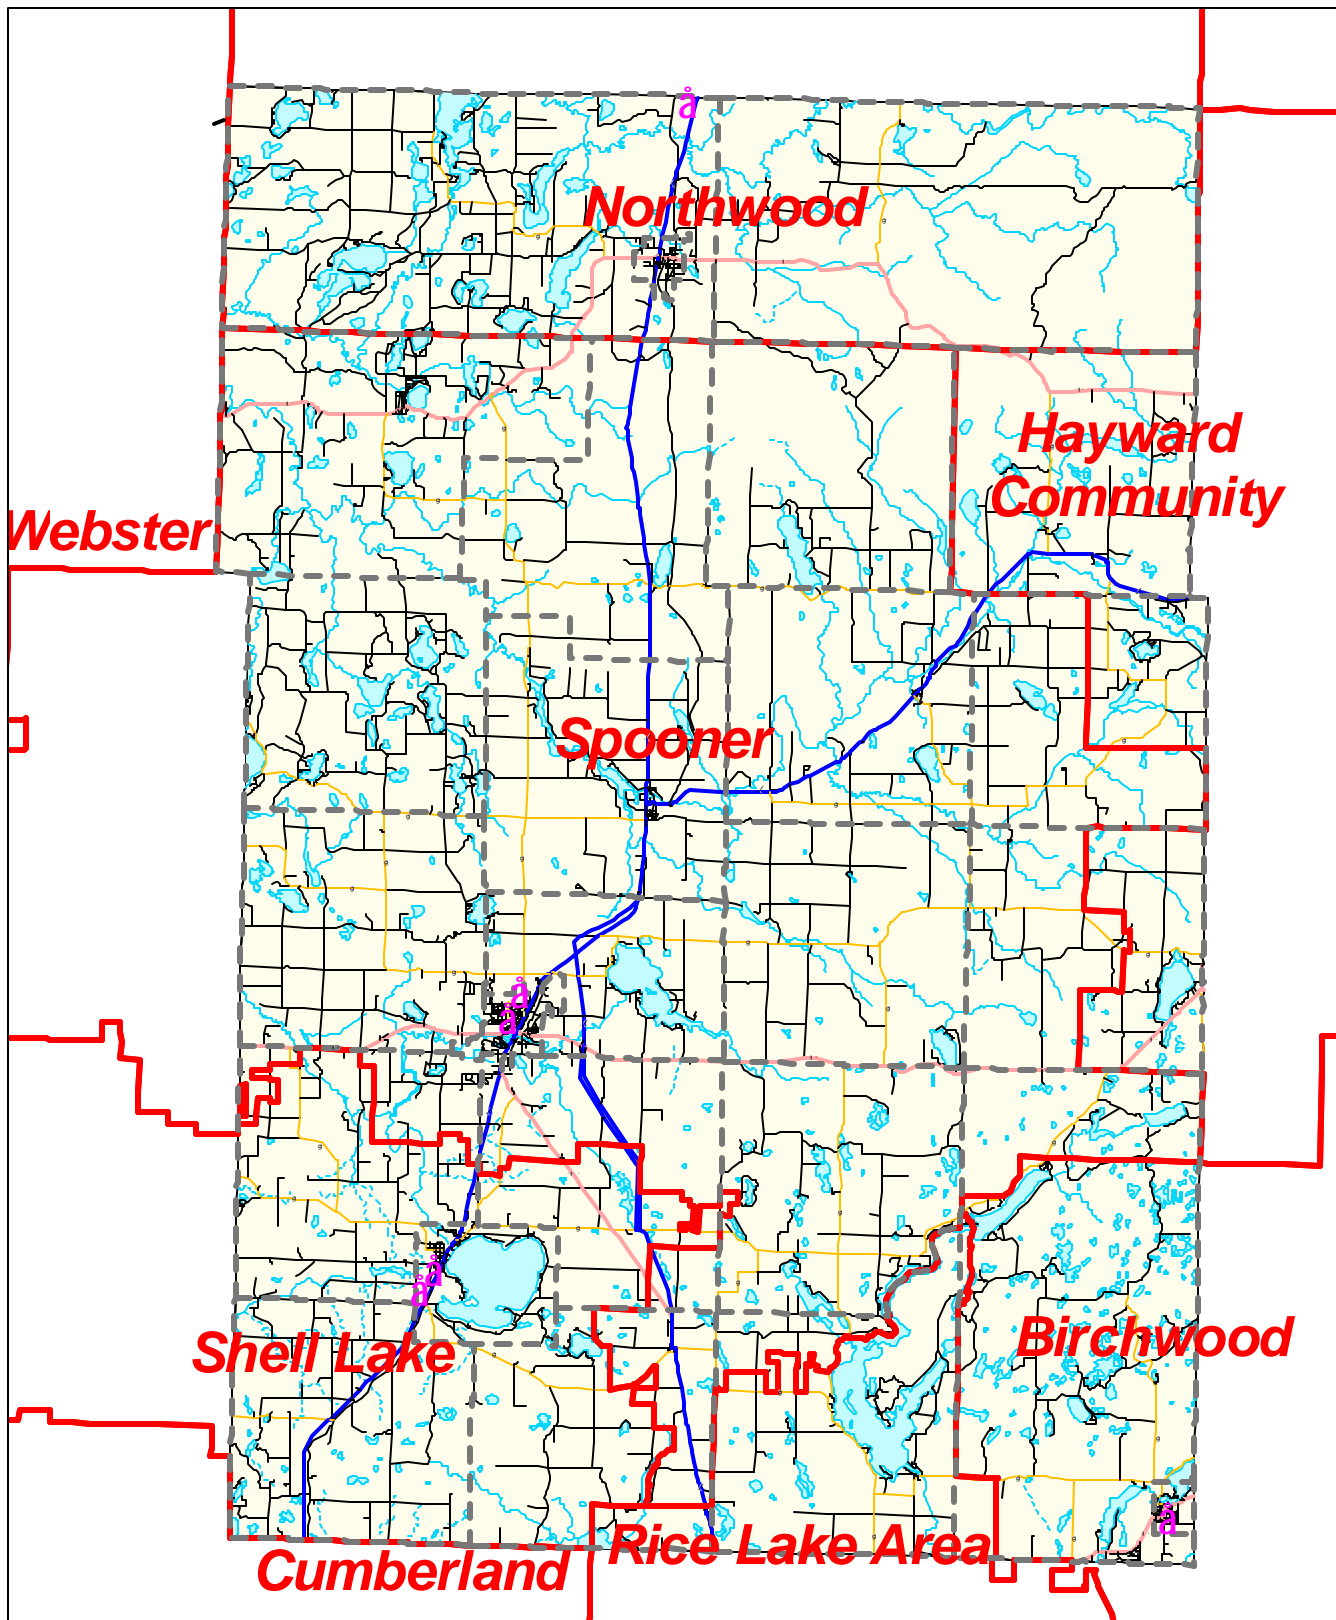 å
Northwood
Hayward
Community
Webster
Spooner
å
å
å
å
Shell Lake
Birchwood
å
Rice Lake Area
Cumberland